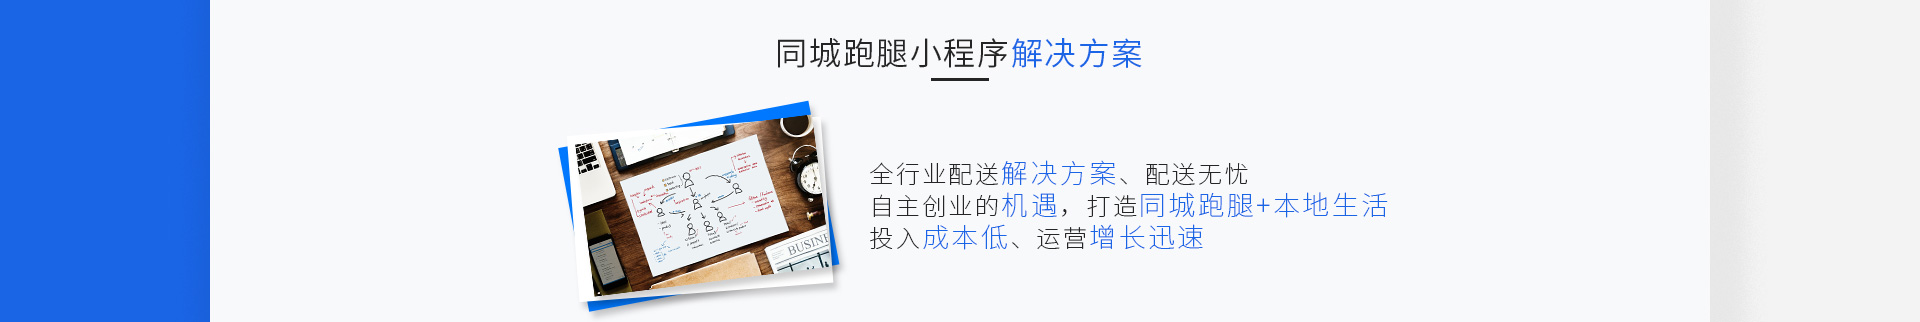 同城跑腿小程序解决方案
全行业配送解决方案、配送无忧
自主创业的机遇，打造同城跑腿+本地生活
投入成本低、运营增长迅速
BUSINE